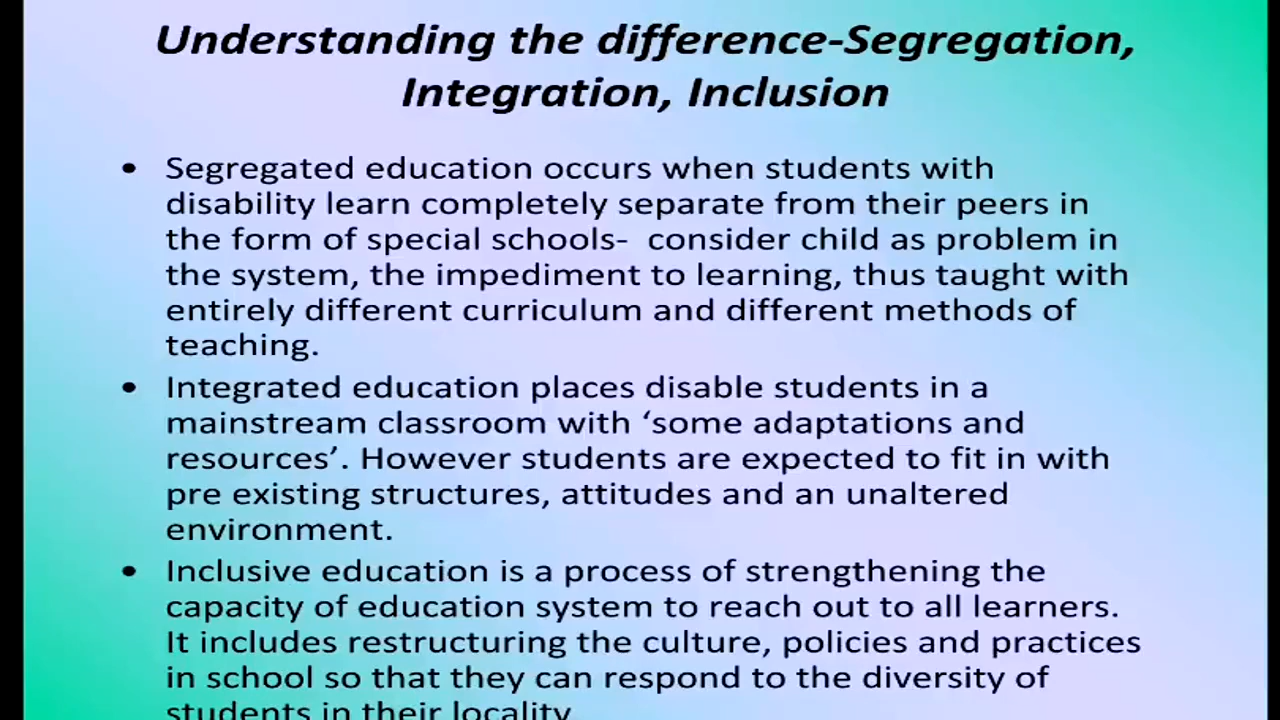 Understanding the difference-Segregation,
Integration, Inclusion
• Segregated education occurs when students with
disability learn completely separate from their peers in
the form of special schools- consider child as problem in
the system, the impediment to learning, thus taught with
entirely different curriculum and different methods of
teaching.
• Integrated education places disable students in a
mainstream classroom with ‘some adaptations and
resources’. However students are expected to fit in with
pre existing structures, attitudes and an unaltered
environment.
• Inclusive education is a process of strengthening the
capacity of education system to reach out to all learners.
It includes restructuring the culture, policies and practices
in school so that they can respond to the diversity of
students in their locality.